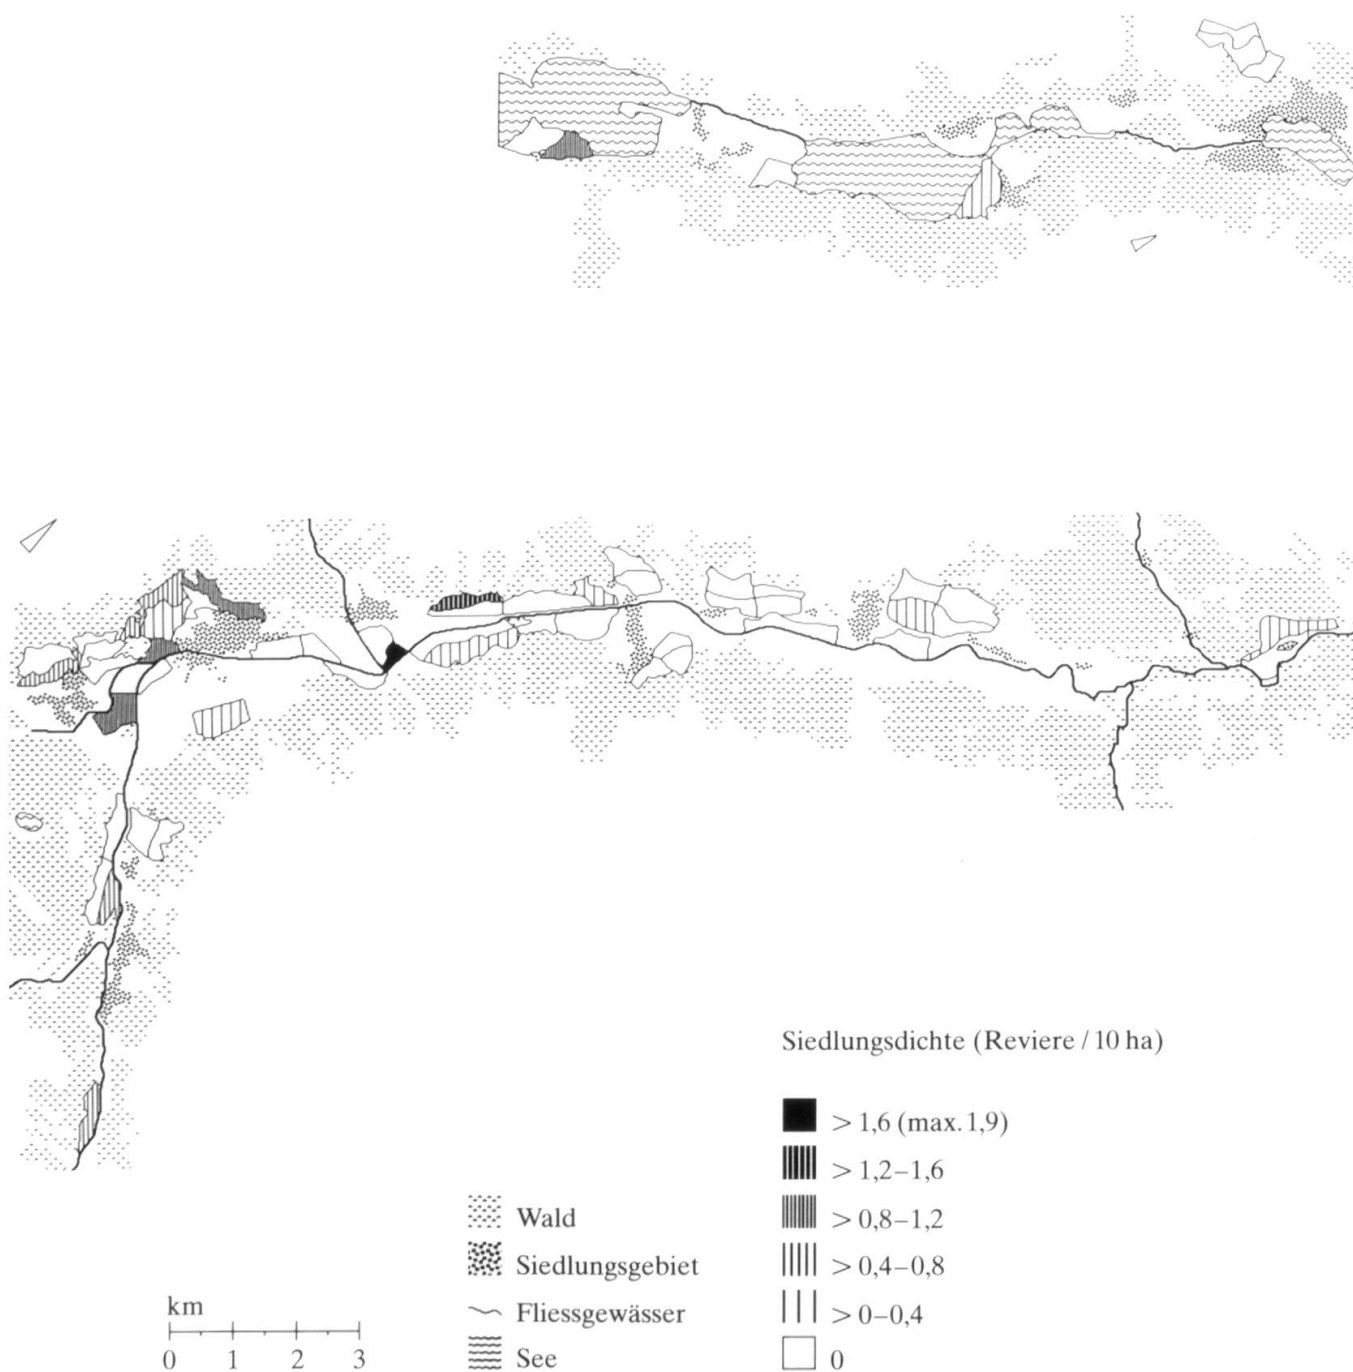 Siedlungsdichte (Reviere / 10 ha)
> 1,6 (max. 1,9)
> 1,2–1,6
> 0,8–1,2
> 0,4–0,8
> 0–0,4
0
Wald
Siedlungsgebiet
Fliessgewässer
See
km
0 1 2 3